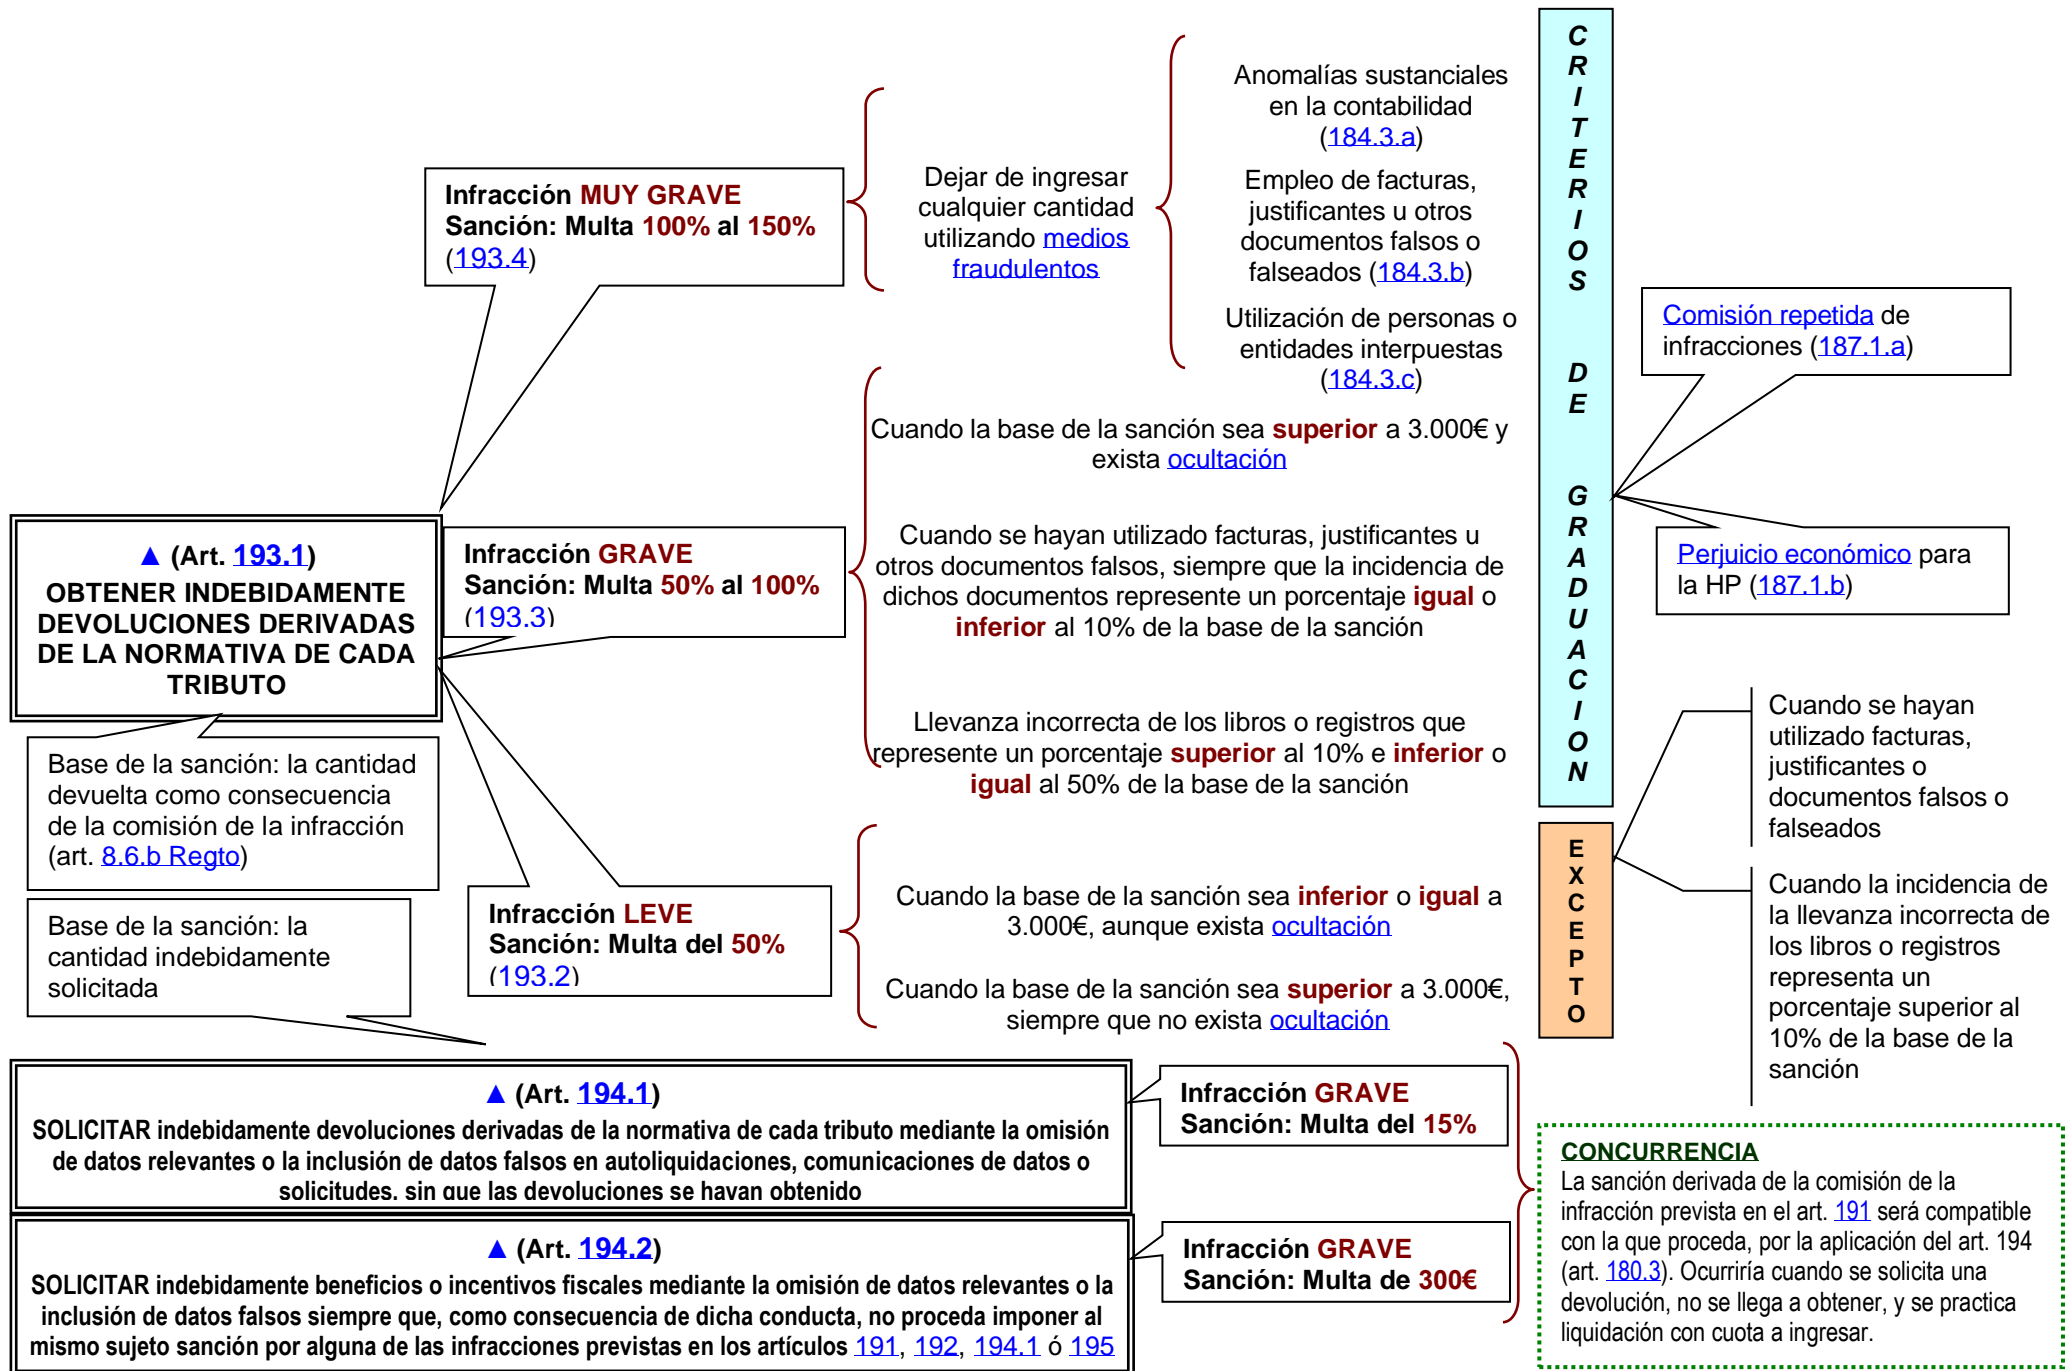 Infracción MUY GRAVE
Sanción: Multa 100% al 150%
(193.4)
Dejar de ingresar
cualquier cantidad
utilizando medios
fraudulentos
Anomalías sustanciales
en la contabilidad
(184.3.a)
Empleo de facturas,
justificantes u otros
documentos falsos o
falseados (184.3.b)
Utilización de personas o
entidades interpuestas
(184.3.c)
▲ (Art. 193.1)
OBTENER INDEBIDAMENTE
DEVOLUCIONES DERIVADAS
DE LA NORMATIVA DE CADA
TRIBUTO
Infracción GRAVE
Sanción: Multa 50% al 100%
(193.3)
Cuando la base de la sanción sea superior a 3.000€ y
exista ocultación
Cuando se hayan utilizado facturas, justificantes u
otros documentos falsos, siempre que la incidencia de
dichos documentos represente un porcentaje igual o
inferior al 10% de la base de la sanción
Llevanza incorrecta de los libros o registros que
represente un porcentaje superior al 10% e inferior o
igual al 50% de la base de la sanción
Base de la sanción: la cantidad
devuelta como consecuencia
de la comisión de la infracción
(art. 8.6.b Regto)
Infracción LEVE
Sanción: Multa del 50%
(193.2)
Cuando la base de la sanción sea inferior o igual a
3.000€, aunque exista ocultación
Cuando la base de la sanción sea superior a 3.000€,
siempre que no exista ocultación
CRITERIOS DE GRADUACION
Comisión repetida de
infracciones (187.1.a)
Perjuicio económico para
la HP (187.1.b)
EXCEPTO
Cuando se hayan
utilizado facturas,
justificantes o
documentos falsos o
falseados
Cuando la incidencia de
la llevanza incorrecta de
los libros o registros
representa un
porcentaje superior al
10% de la base de la
sanción
Base de la sanción: la
cantidad indebidamente
solicitada
▲ (Art. 194.1)
SOLICITAR indebidamente devoluciones derivadas de la normativa de cada tributo mediante la omisión
de datos relevantes o la inclusión de datos falsos en autoliquidaciones, comunicaciones de datos o
solicitudes, sin que las devoluciones se hayan obtenido
Infracción GRAVE
Sanción: Multa del 15%
▲ (Art. 194.2)
SOLICITAR indebidamente beneficios o incentivos fiscales mediante la omisión de datos relevantes o la
inclusión de datos falsos siempre que, como consecuencia de dicha conducta, no proceda imponer al
mismo sujeto sanción por alguna de las infracciones previstas en los artículos 191, 192, 194.1 ó 195
Infracción GRAVE
Sanción: Multa de 300€
CONCURRENCIA
La sanción derivada de la comisión de la
infracción prevista en el art. 191 será compatible
con la que proceda, por la aplicación del art. 194
(art. 180.3). Ocurriría cuando se solicita una
devolución, no se llega a obtener, y se practica
liquidación con cuota a ingresar.